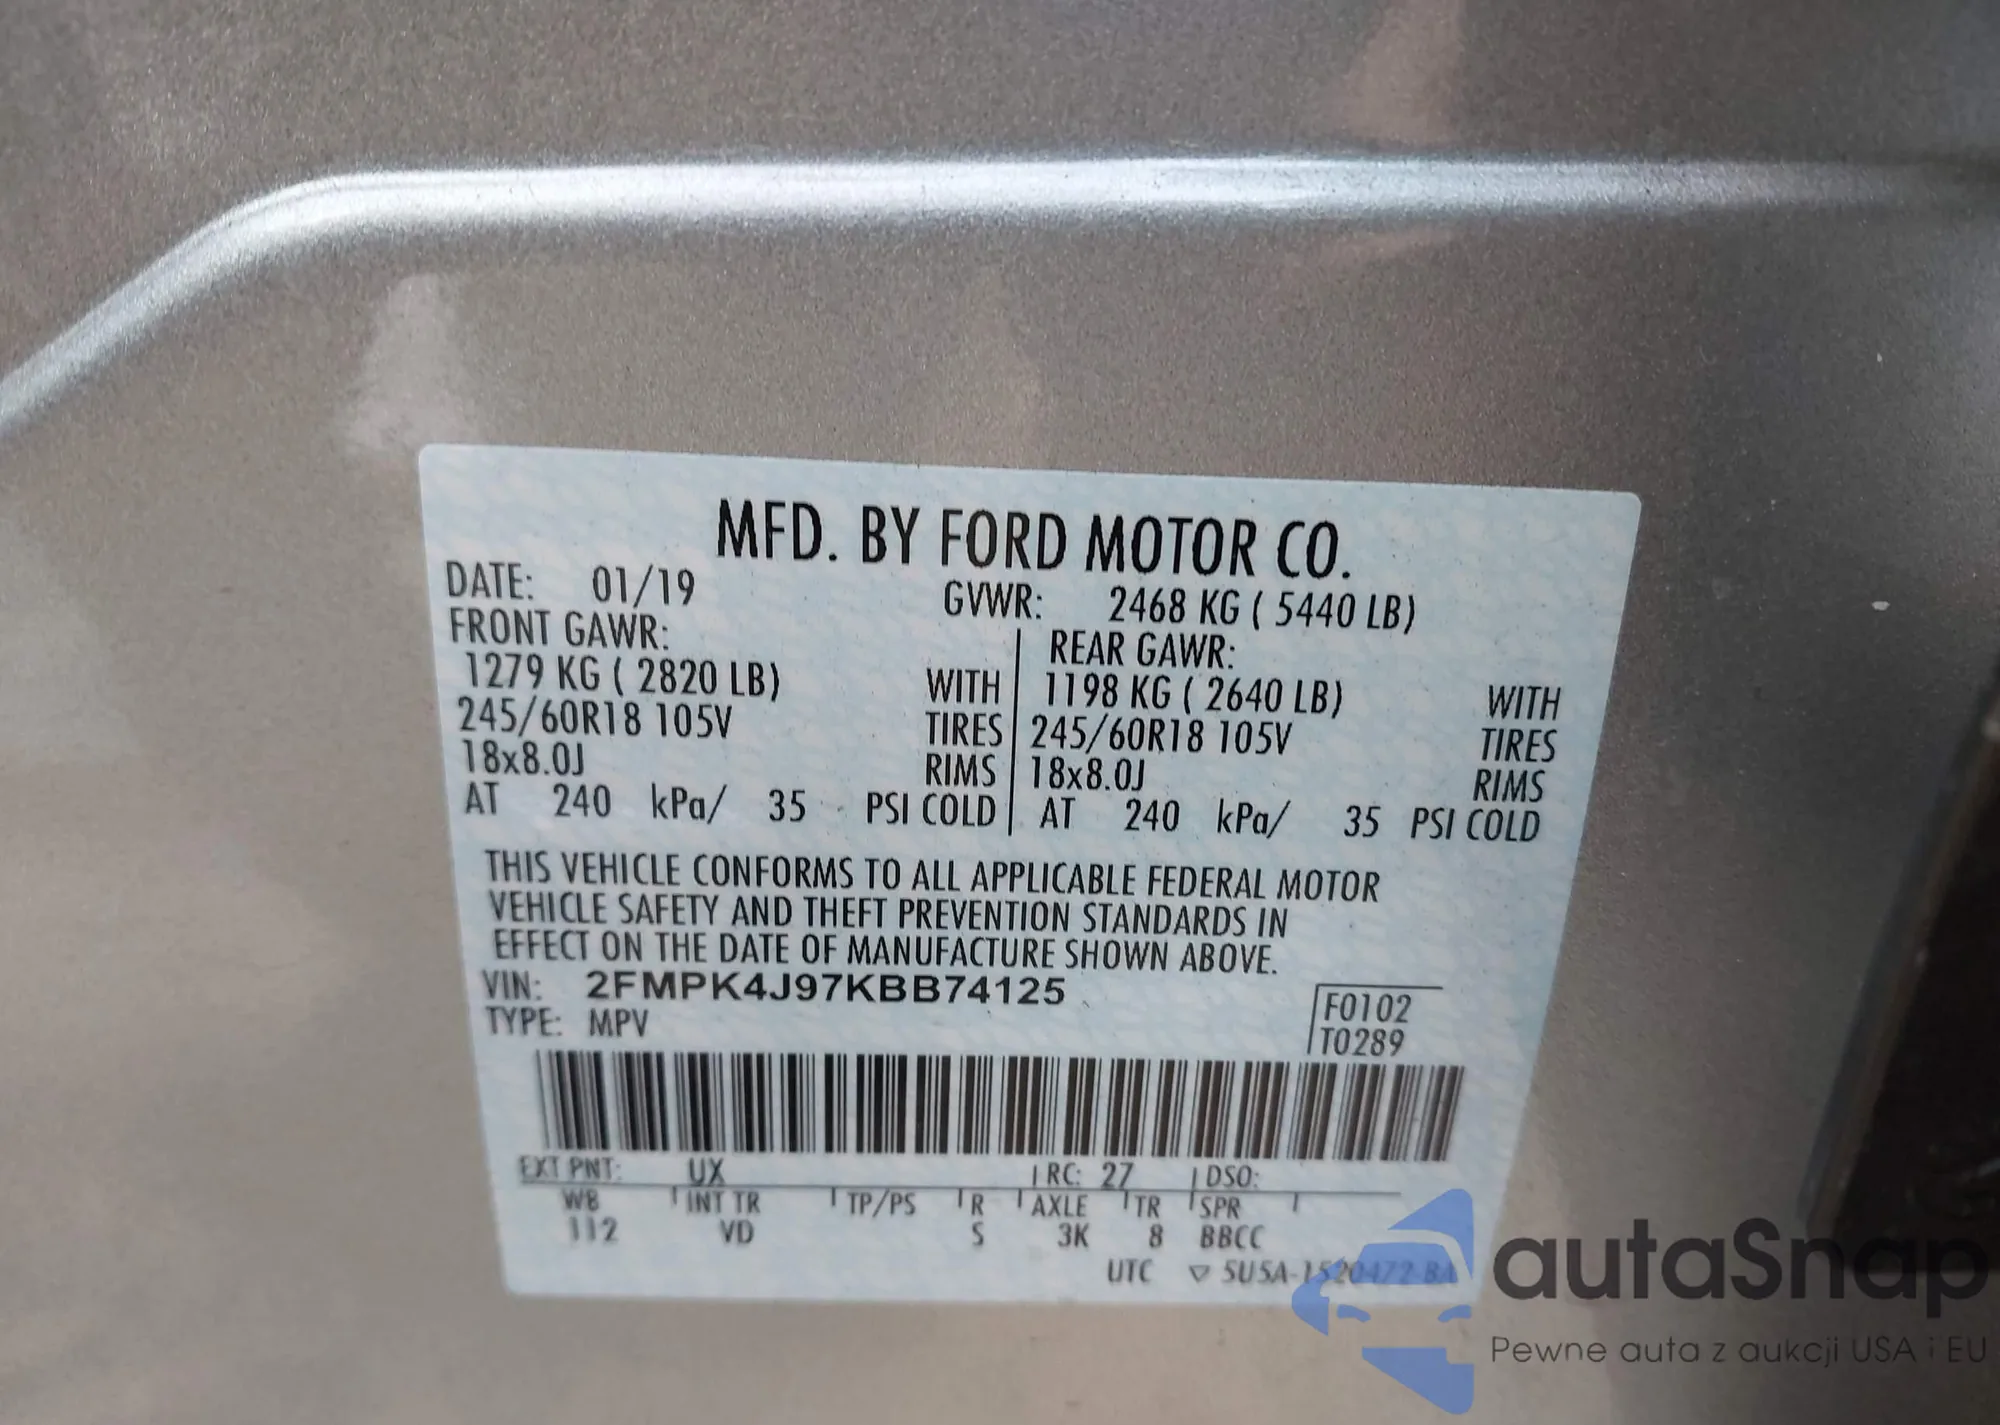 MFD. BY FORD MOTOR CO.
DATE: 01/19 GVWR: 2468 KG ( 5440 LB)
FRONT GAWR: REAR GAWR:
1279 KG ( 2820 LB) WITH 1198 KG ( 2640 LB) WITH
245/60R18 105V TIRES 245/60R18 105V TIRES
18x8.0J RIMS 18x8.0J RIMS
AT 240 kPa/ 35 PSI COLD AT 240 kPa/ 35 PSI COLD
THIS VEHICLE CONFORMS TO ALL APPLICABLE FEDERAL MOTOR
VEHICLE SAFETY AND THEFT PREVENTION STANDARDS IN
EFFECT ON THE DATE OF MANUFACTURE SHOWN ABOVE.
VIN: 2FMPK4J97KBB74125
TYPE: MPV
F0102
T0289
EXT PNT: UX RC: 27 DSO:
WB INT TR TP/PS R AXLE TR SPR
112 VD S 3K 8 BBCC
UTC ▽ 5U5A-1520472-BA
autaSnap
Pewne auta z aukcji USA i EU